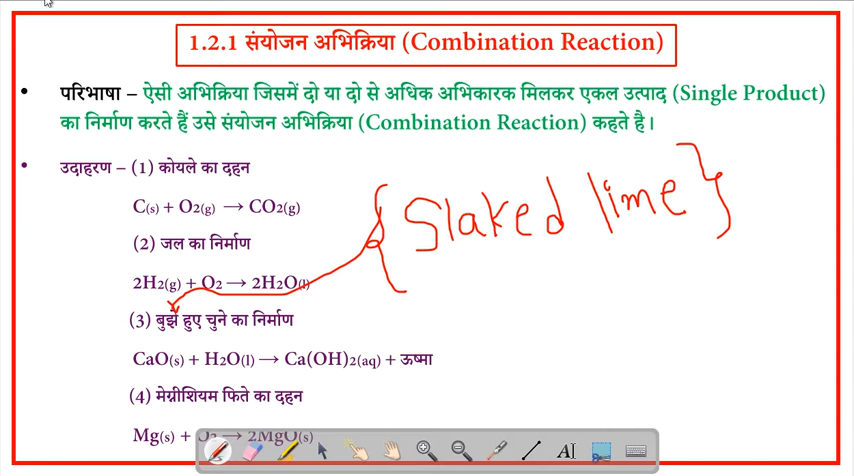 1.2.1 संयोजन अभिक्रिया (Combination Reaction)
• परिभाषा – ऐसी अभिक्रिया जिसमें दो या दो से अधिक अभिकारक मिलकर एकल उत्पाद (Single Product)
का निर्माण करते हैं उसे संयोजन अभिक्रिया (Combination Reaction) कहते है।
• उदाहरण – (1) कोयले का दहन
C(s) + O2(g) → CO2(g)
{Slaked lime}
(2) जल का निर्माण
2H2(g) + O2 → 2H2O(l)
(3) बुझे हुए चुने का निर्माण
CaO(s) + H2O(l) → Ca(OH)2(aq) + ऊष्मा
(4) मेग्नीशियम फिते का दहन
Mg(s) + O2 → 2MgO(s)